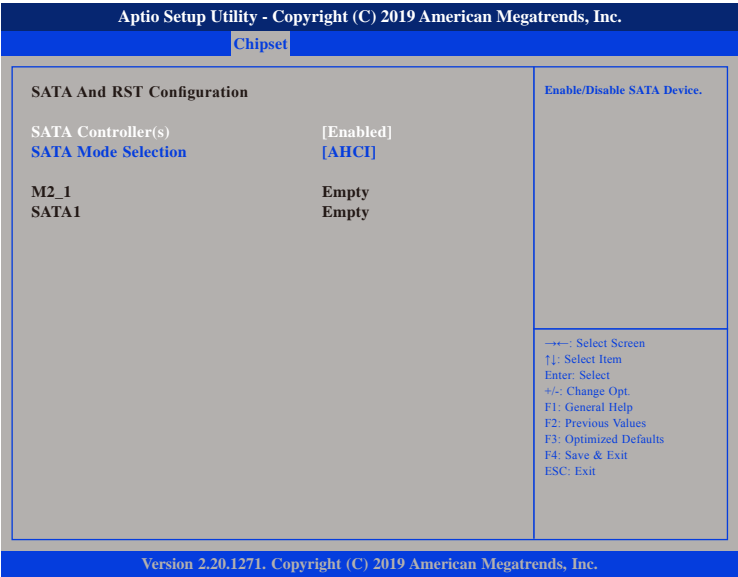 Aptio Setup Utility - Copyright (C) 2019 American Megatrends, Inc.
Chipset
SATA And RST Configuration
SATA Controller(s) [Enabled]
SATA Mode Selection [AHCI]
M2_1 Empty
SATA1 Empty
Enable/Disable SATA Device.
→←: Select Screen
↑↓: Select Item
Enter: Select
+/-: Change Opt.
F1: General Help
F2: Previous Values
F3: Optimized Defaults
F4: Save & Exit
ESC: Exit
Version 2.20.1271. Copyright (C) 2019 American Megatrends, Inc.